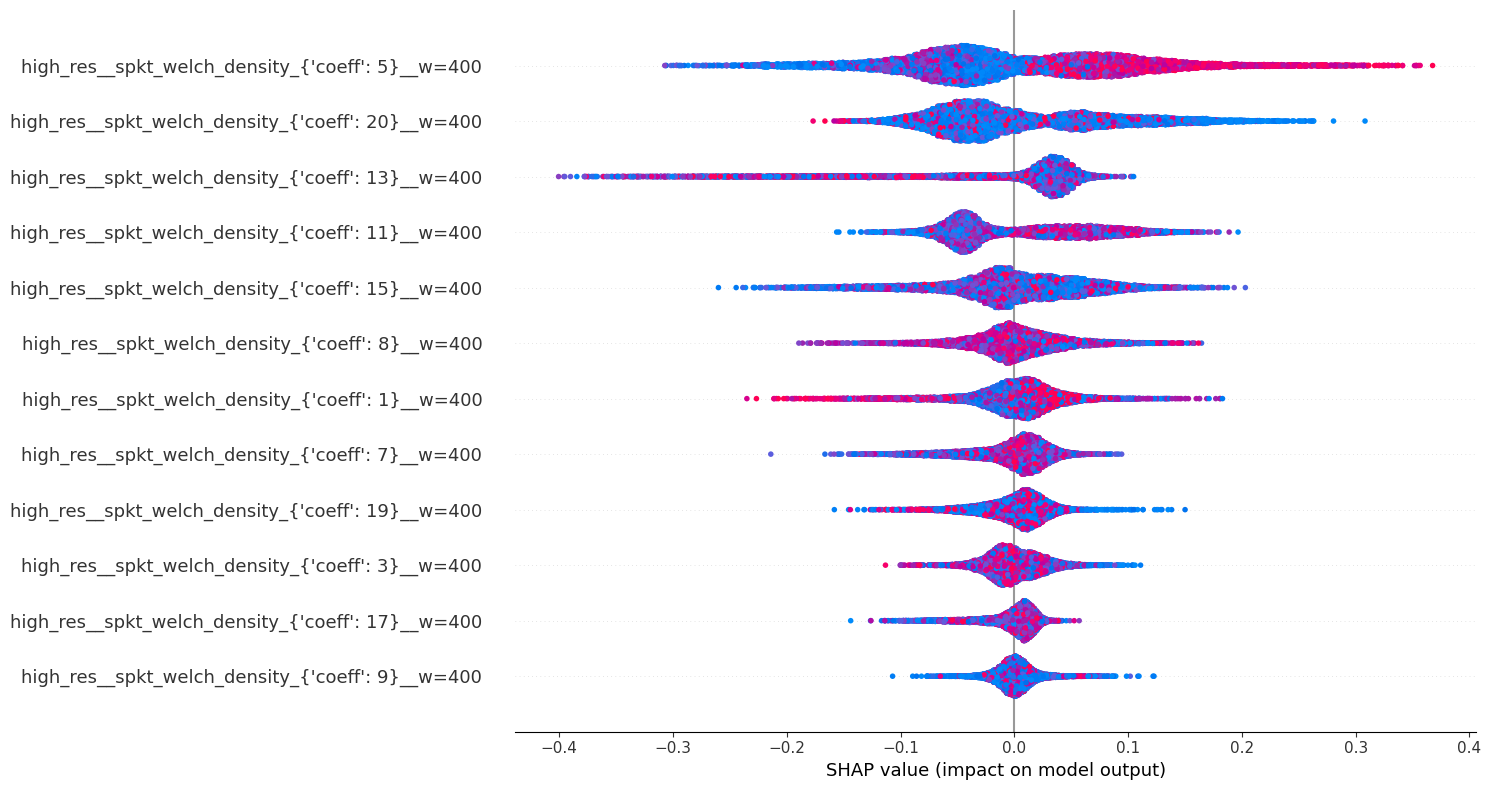 high_res__spkt_welch_density_{'coeff': 5}__w=400
high_res__spkt_welch_density_{'coeff': 20}__w=400
high_res__spkt_welch_density_{'coeff': 13}__w=400
high_res__spkt_welch_density_{'coeff': 11}__w=400
high_res__spkt_welch_density_{'coeff': 15}__w=400
high_res__spkt_welch_density_{'coeff': 8}__w=400
high_res__spkt_welch_density_{'coeff': 1}__w=400
high_res__spkt_welch_density_{'coeff': 7}__w=400
high_res__spkt_welch_density_{'coeff': 19}__w=400
high_res__spkt_welch_density_{'coeff': 3}__w=400
high_res__spkt_welch_density_{'coeff': 17}__w=400
high_res__spkt_welch_density_{'coeff': 9}__w=400
−0.4 −0.3 −0.2 −0.1 0.0 0.1 0.2 0.3 0.4
SHAP value (impact on model output)